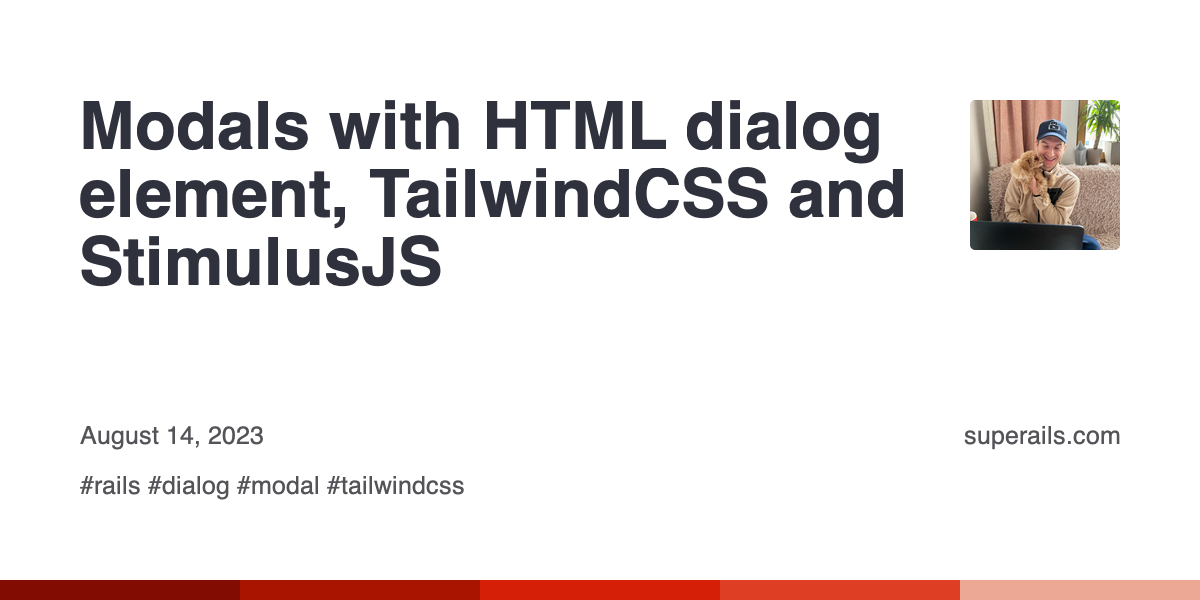 Modals with HTML dialog
element, TailwindCSS and
StimulusJS
August 14, 2023
superails.com
#rails #dialog #modal #tailwindcss